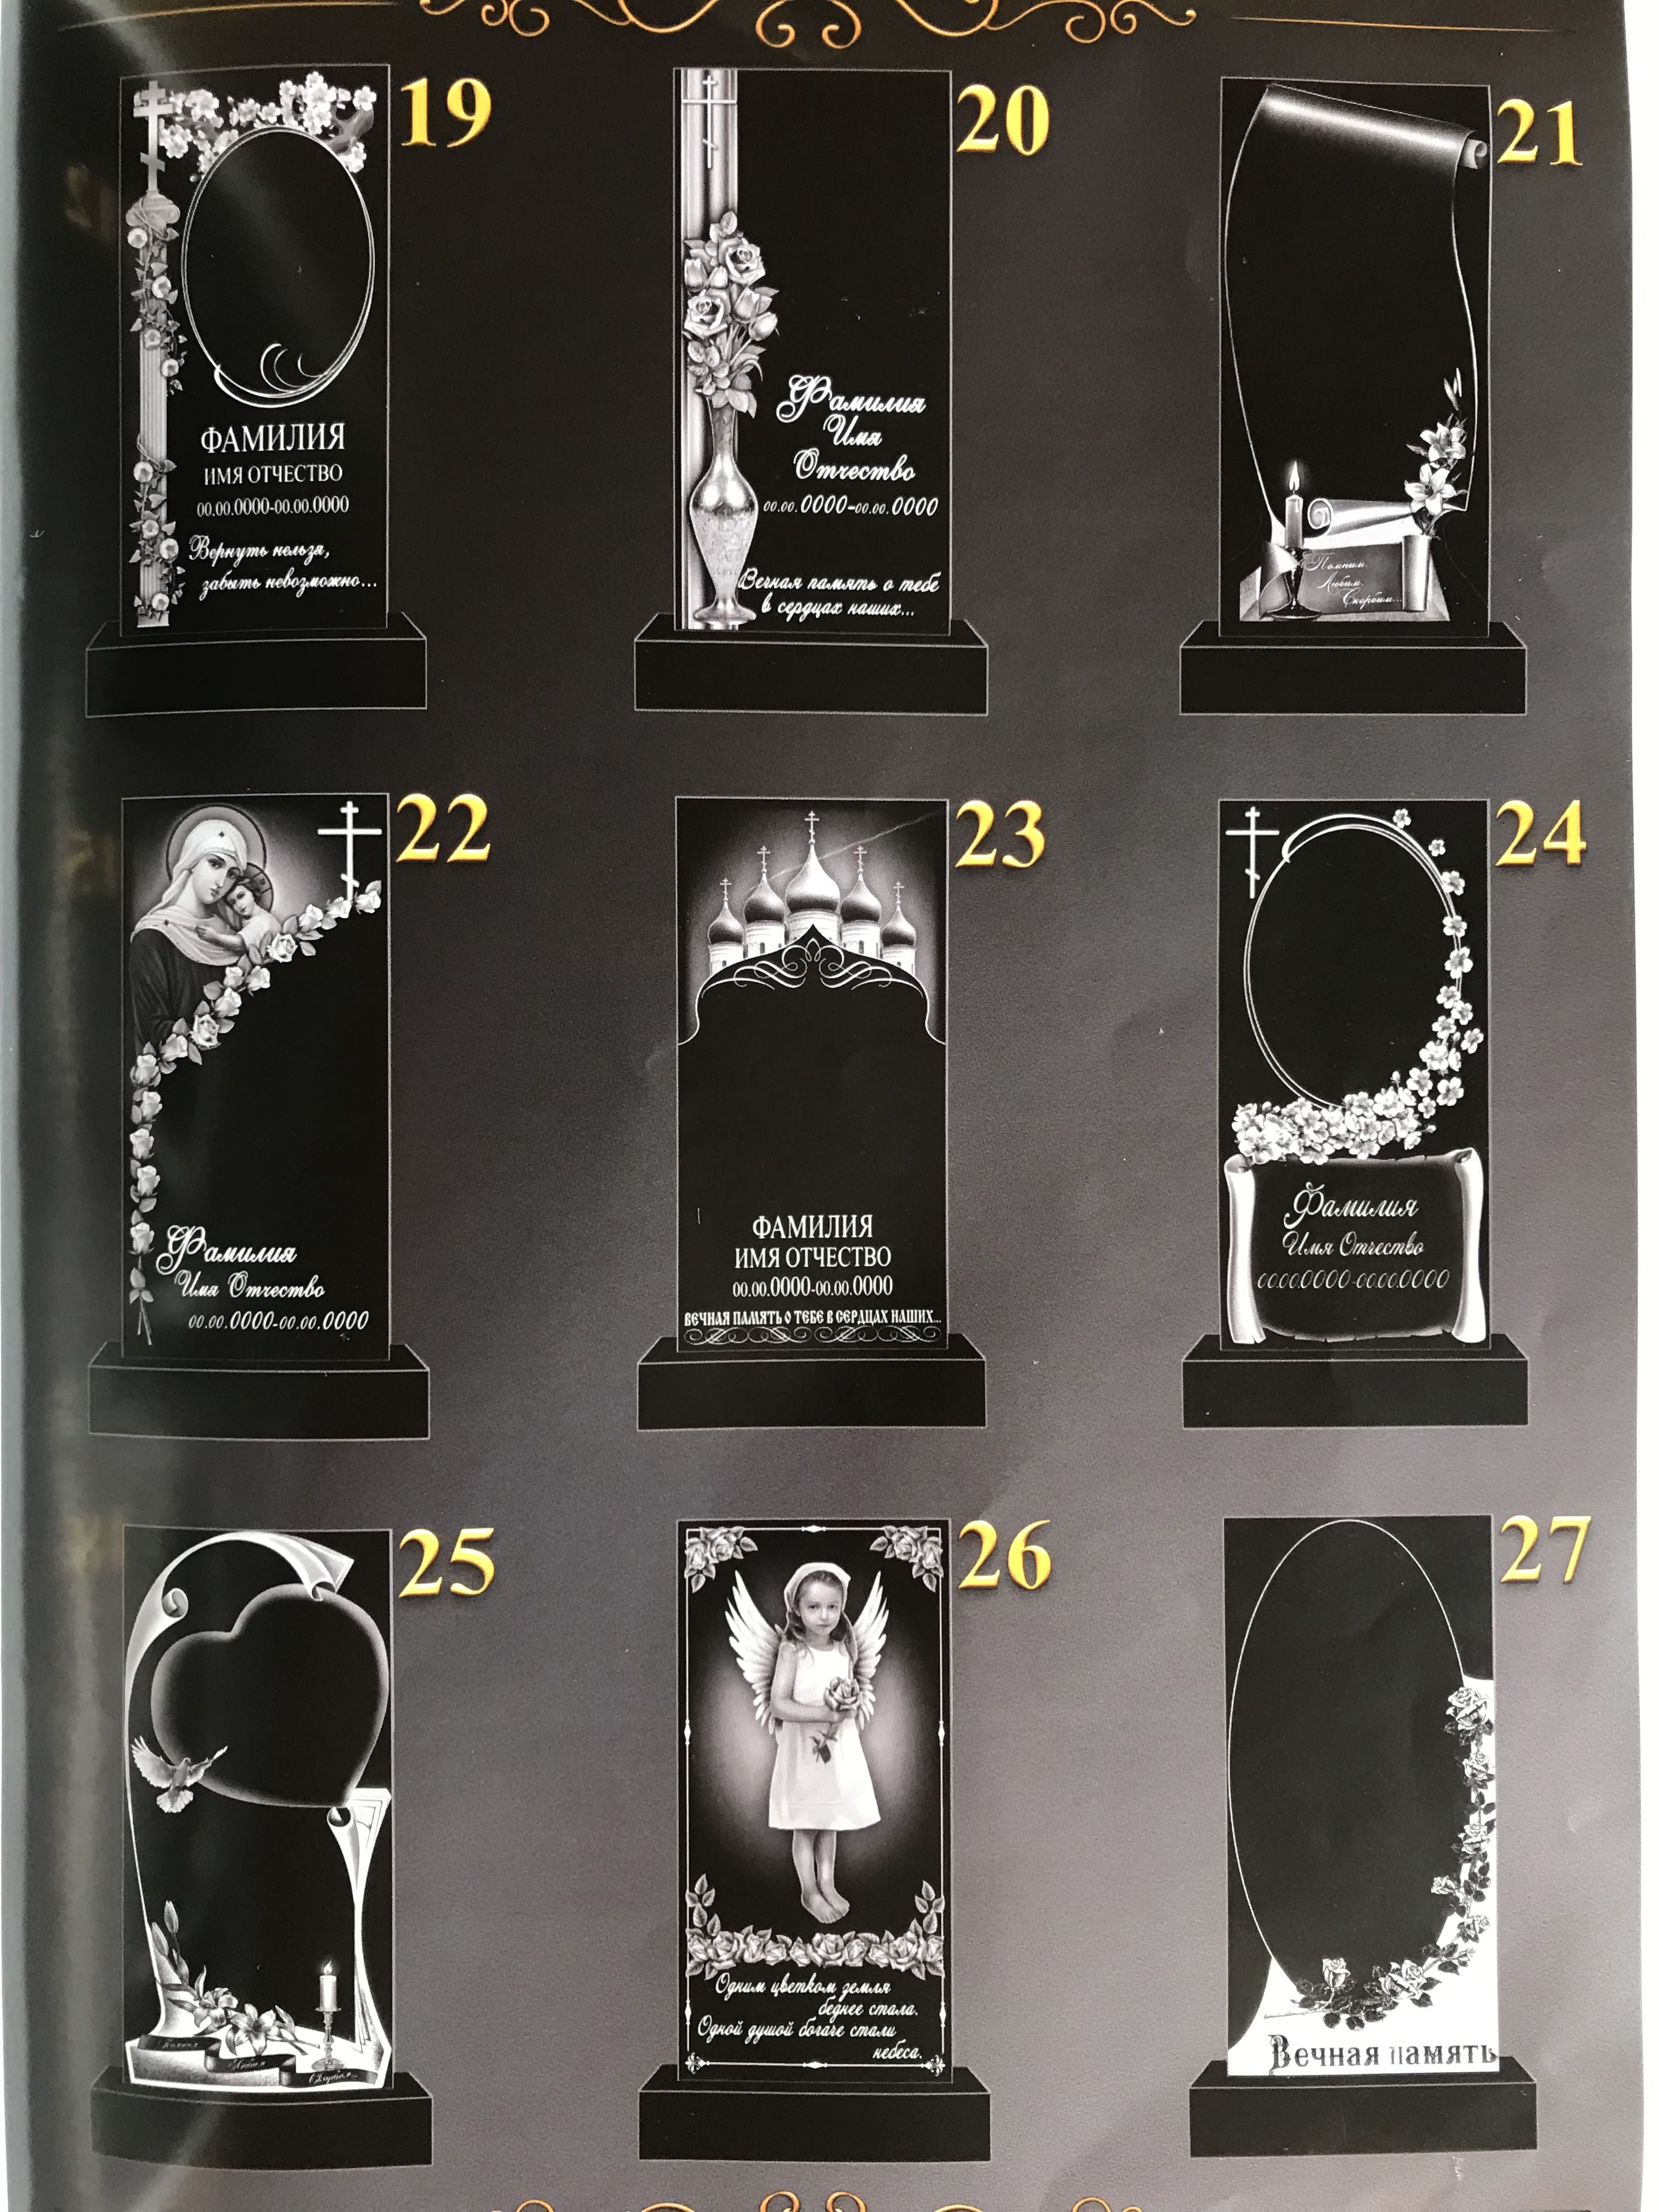 19
ФАМИЛИЯ
ИМЯ ОТЧЕСТВО
00.00.0000-00.00.0000
Вернуть нельзя,
забыть невозможно...
20
Фамилия
Имя
Отчество
00.00.0000-00.00.0000
Вечная память о тебе
в сердцах наших...
21
Помним.
Любим.
Скорбим...
22
Фамилия
Имя Отчество
00.00.0000-00.00.0000
23
ФАМИЛИЯ
ИМЯ ОТЧЕСТВО
00.00.0000-00.00.0000
ВЕЧНАЯ ПАМЯТЬ О ТЕБЕ В СЕРДЦАХ НАШИХ...
24
Фамилия
Имя Отчество
00.00.0000-00.00.0000
25
Помним
Любим
Скорбим...
26
Одним цветком земля
беднее стала.
Одной душой богаче стали
небеса.
27
Вечная память